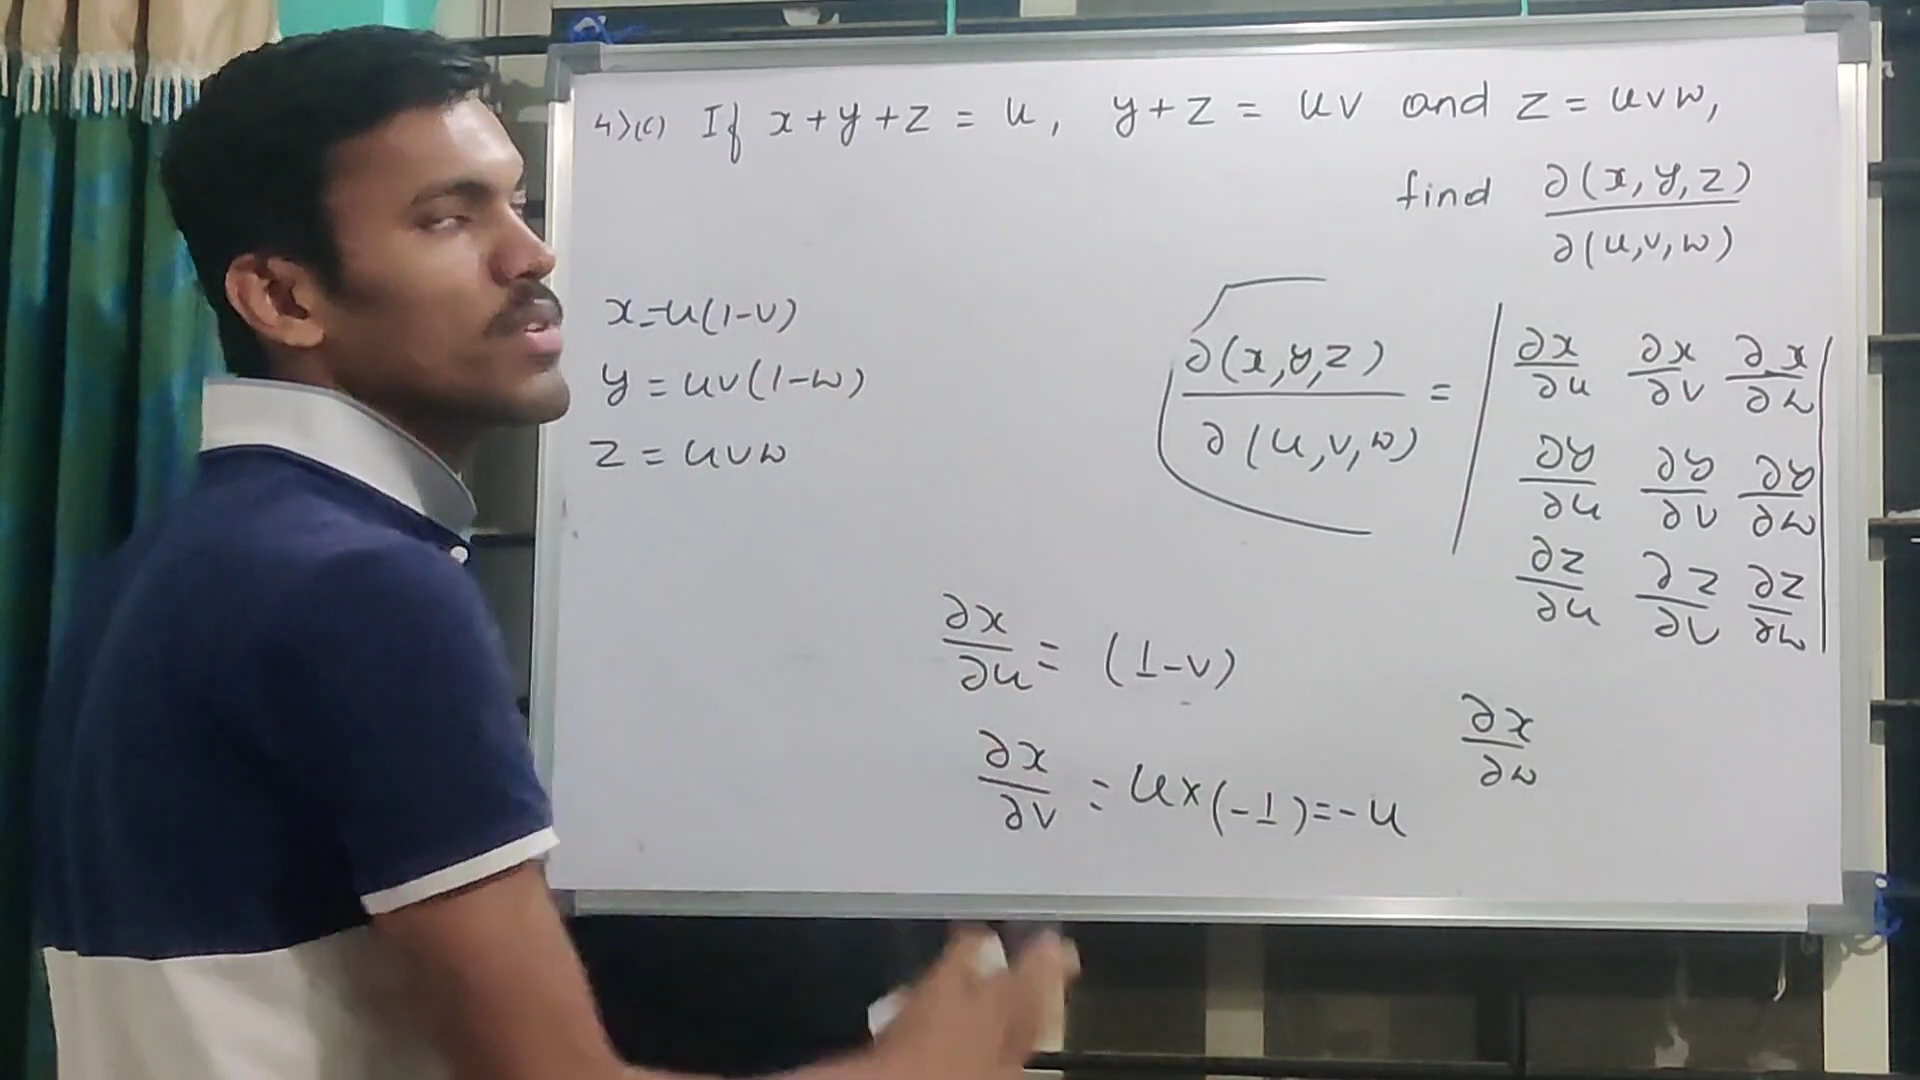 4)(c) If x+y+z = u, y+z = uv and z = uvw,
find ∂(x,y,z)/∂(u,v,w)
x=u(1-v)
y = uv(1-w)
z = uvw
∂(x,y,z)/∂(u,v,w) = | ∂x/∂u ∂x/∂v ∂x/∂w |
| ∂y/∂u ∂y/∂v ∂y/∂w |
| ∂z/∂u ∂z/∂v ∂z/∂w |
∂x/∂u = (1-v)
∂x/∂v = u×(-1)=-u
∂x/∂w